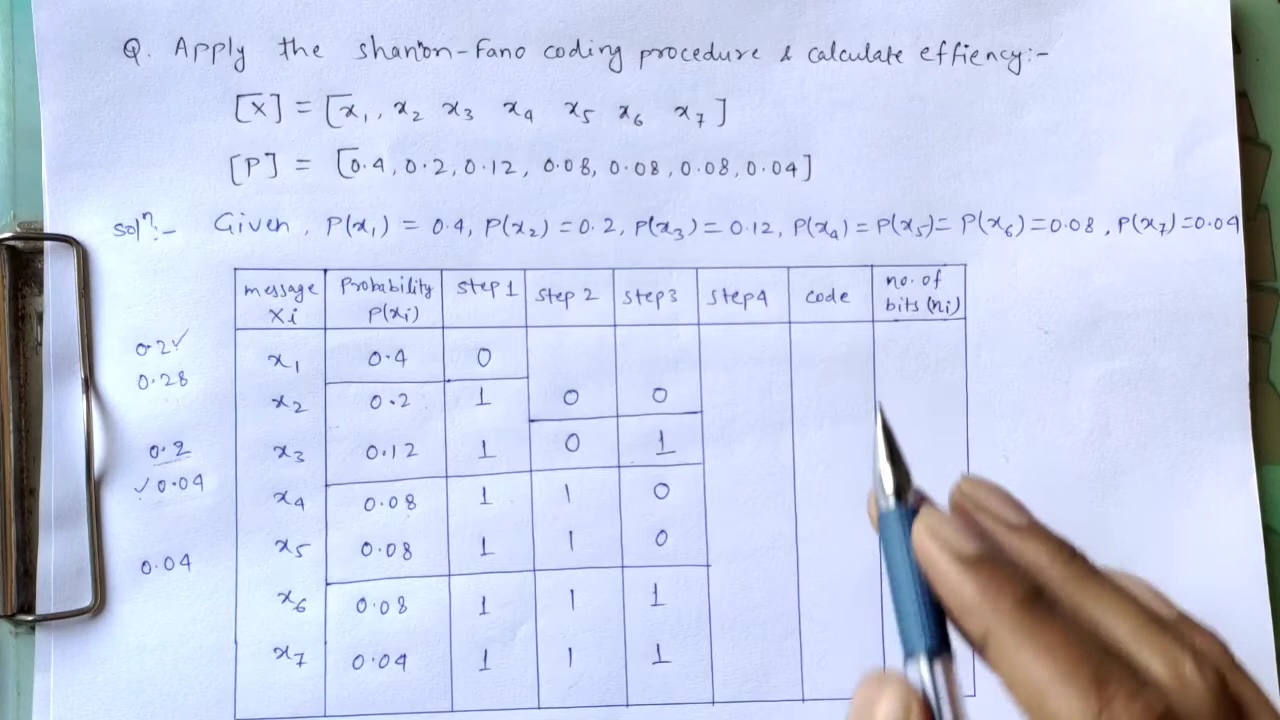 Q. Apply the shanon-Fano coding procedure & calculate effiency:-
[X] = [x1, x2 x3 x4 x5 x6 x7]
[P] = [0.4, 0.2, 0.12, 0.08, 0.08, 0.08, 0.04]
solⁿ:- Given, P(x1) = 0.4, P(x2) = 0.2, P(x3) = 0.12, P(x4) = P(x5) = P(x6) = 0.08, P(x7) = 0.04
message Xi Probability P(xi) step 1 step 2 step3 step4 code no. of bits (ni)
0.2✓
x1 0.4 0
0.28
x2 0.2 1 0 0
0.2
x3 0.12 1 0 1
✓0.04
x4 0.08 1 1 0
x5 0.08 1 1 0
0.04
x6 0.08 1 1 1
x7 0.04 1 1 1